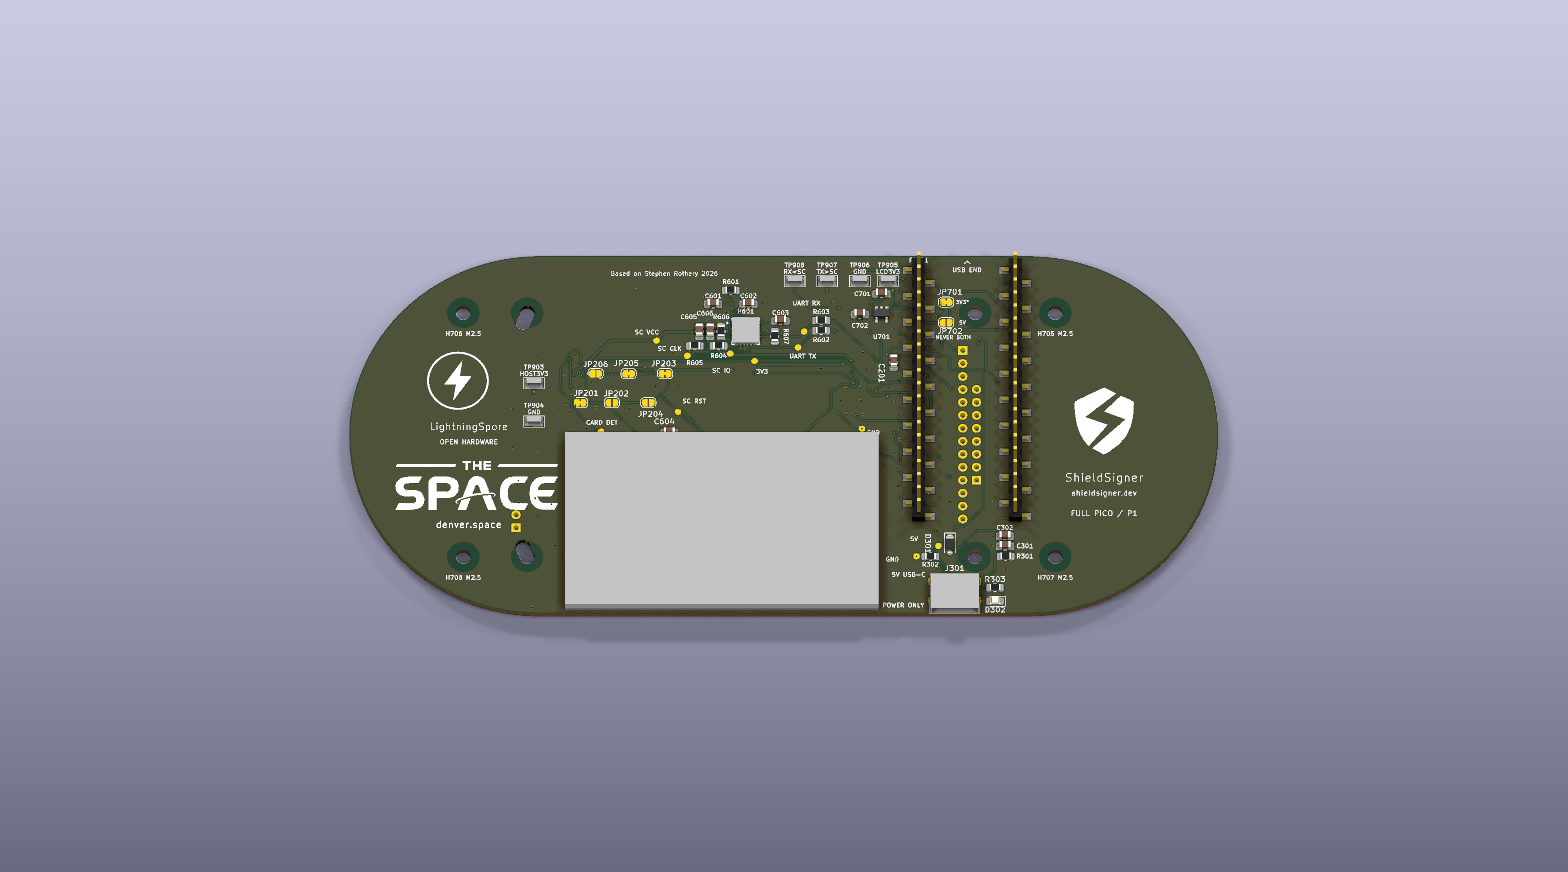 Based on Stephen Rothery 2026
TP908
RX<SC
TP907
TX>SC
TP906
GND
TP905
LCD3V3
USB END
R601
C601
C602
C701
JP701
3V3*
UART RX
C605
C606
R606
U601
C603
R603
C702
5V
JP702
NEVER BOTH
H706 M2.5
SC VCC
R607
R602
U701
H705 M2.5
SC CLK
R605
R604
UART TX
JP206
JP205
JP203
SC IO
3V3
C201
TP903
HOST3V3
JP201
JP202
SC RST
TP904
GND
JP204
CARD DET
C604
LightningSpore
OPEN HARDWARE
THE
SPACE
denver.space
ShieldSigner
shieldsigner.dev
FULL PICO / P1
5V
D301
C302
C301
GND
R302
R301
J301
5V USB-C
R303
POWER ONLY
D302
H708 M2.5
H707 M2.5